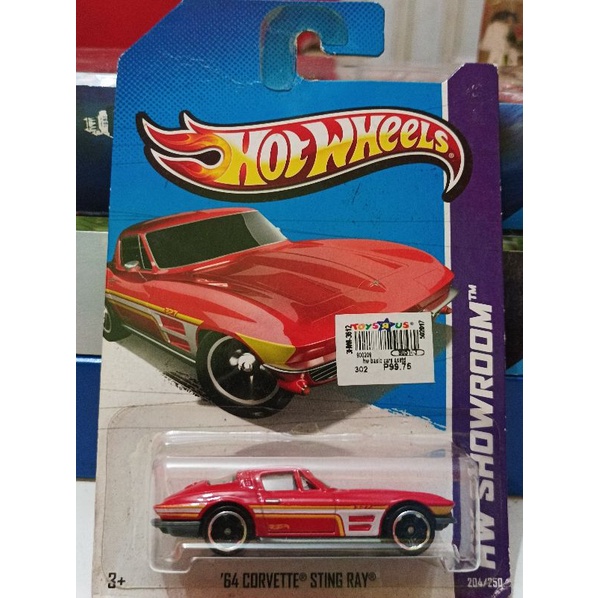 HOT WHEELS®
HW SHOWROOM™
TOYS"R"US
302
P99.75
3+
'64 CORVETTE® STING RAY®
204/250